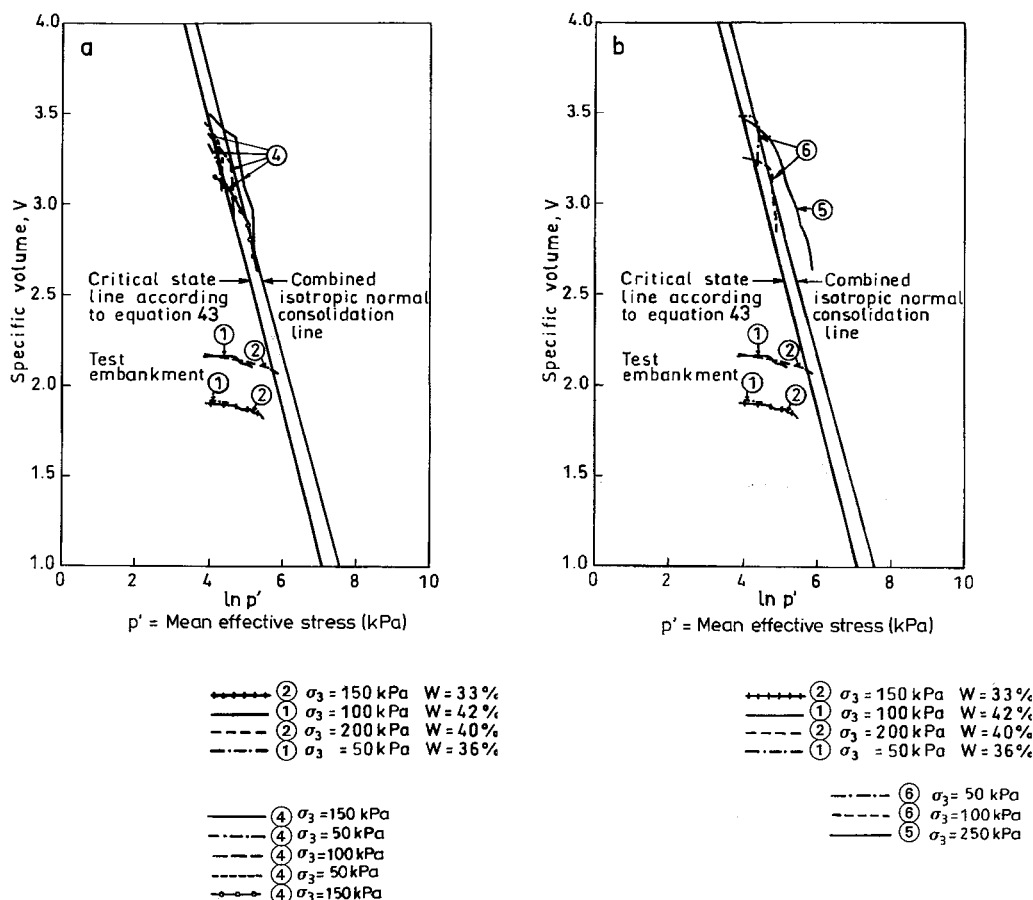 a
4.0
3.5
3.0
2.5
2.0
1.5
1.0
Specific volume, V
④
Critical state
line according
to equation 43
Combined
isotropic normal
consolidation
line
Test
embankment
①
②
①
②
0
2
4
6
8
10
ln p'
p' = Mean effective stress (kPa)
② σ₃ = 150 kPa W = 33%
① σ₃ = 100 kPa W = 42%
② σ₃ = 200 kPa W = 40%
① σ₃ = 50 kPa W = 36%
④ σ₃ = 150 kPa
④ σ₃ = 50 kPa
④ σ₃ = 100 kPa
④ σ₃ = 50 kPa
④ σ₃ = 150 kPa
b
4.0
3.5
3.0
2.5
2.0
1.5
1.0
Specific volume, V
⑥
⑤
Critical state
line according
to equation 43
Combined
isotropic normal
consolidation
line
Test
embankment
①
②
①
②
0
2
4
6
8
10
ln p'
p' = Mean effective stress (kPa)
② σ₃ = 150 kPa W = 33%
① σ₃ = 100 kPa W = 42%
② σ₃ = 200 kPa W = 40%
① σ₃ = 50 kPa W = 36%
⑥ σ₃ = 50 kPa
⑥ σ₃ = 100 kPa
⑤ σ₃ = 250 kPa